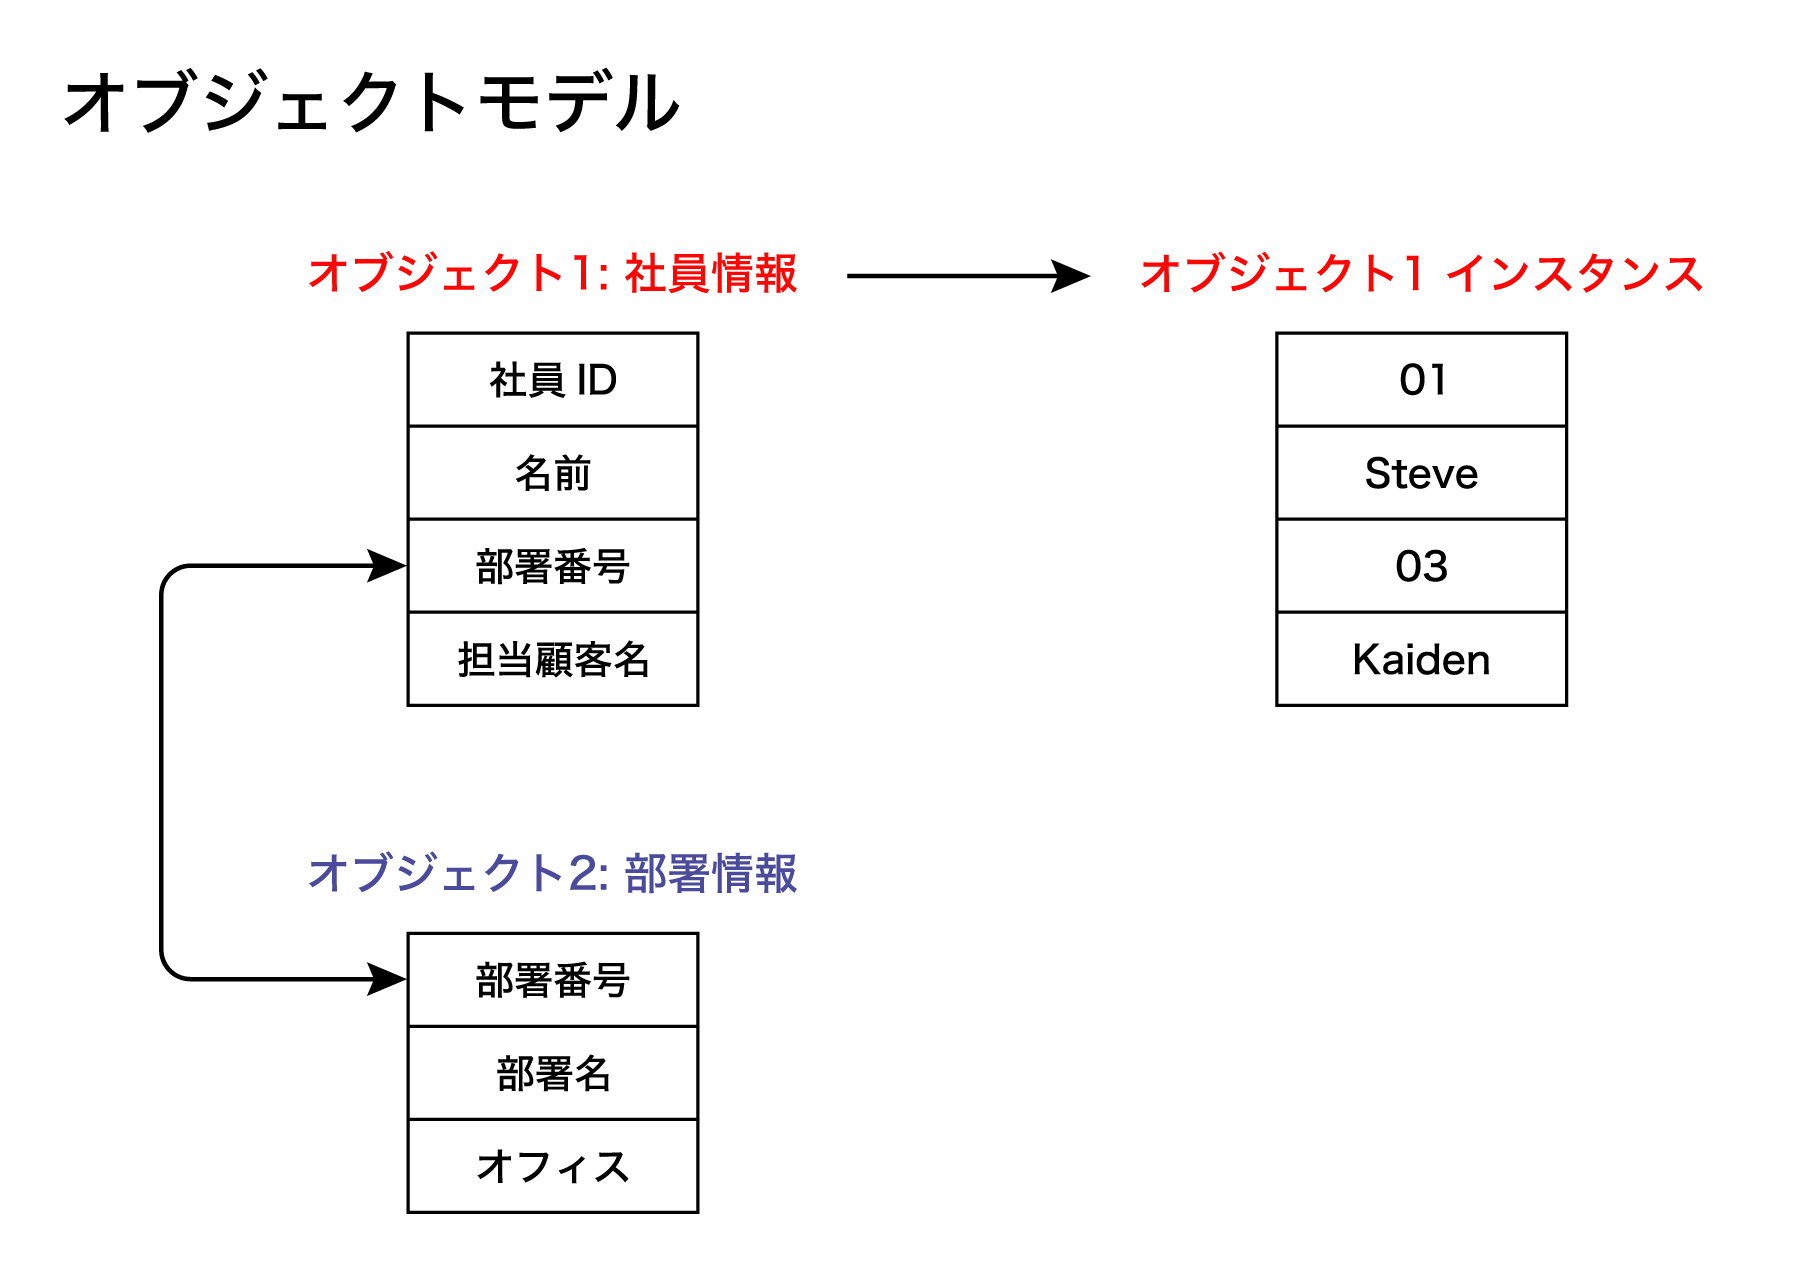 オブジェクトモデル
オブジェクト1: 社員情報
社員 ID
名前
部署番号
担当顧客名
オブジェクト1 インスタンス
01
Steve
03
Kaiden
オブジェクト2: 部署情報
部署番号
部署名
オフィス